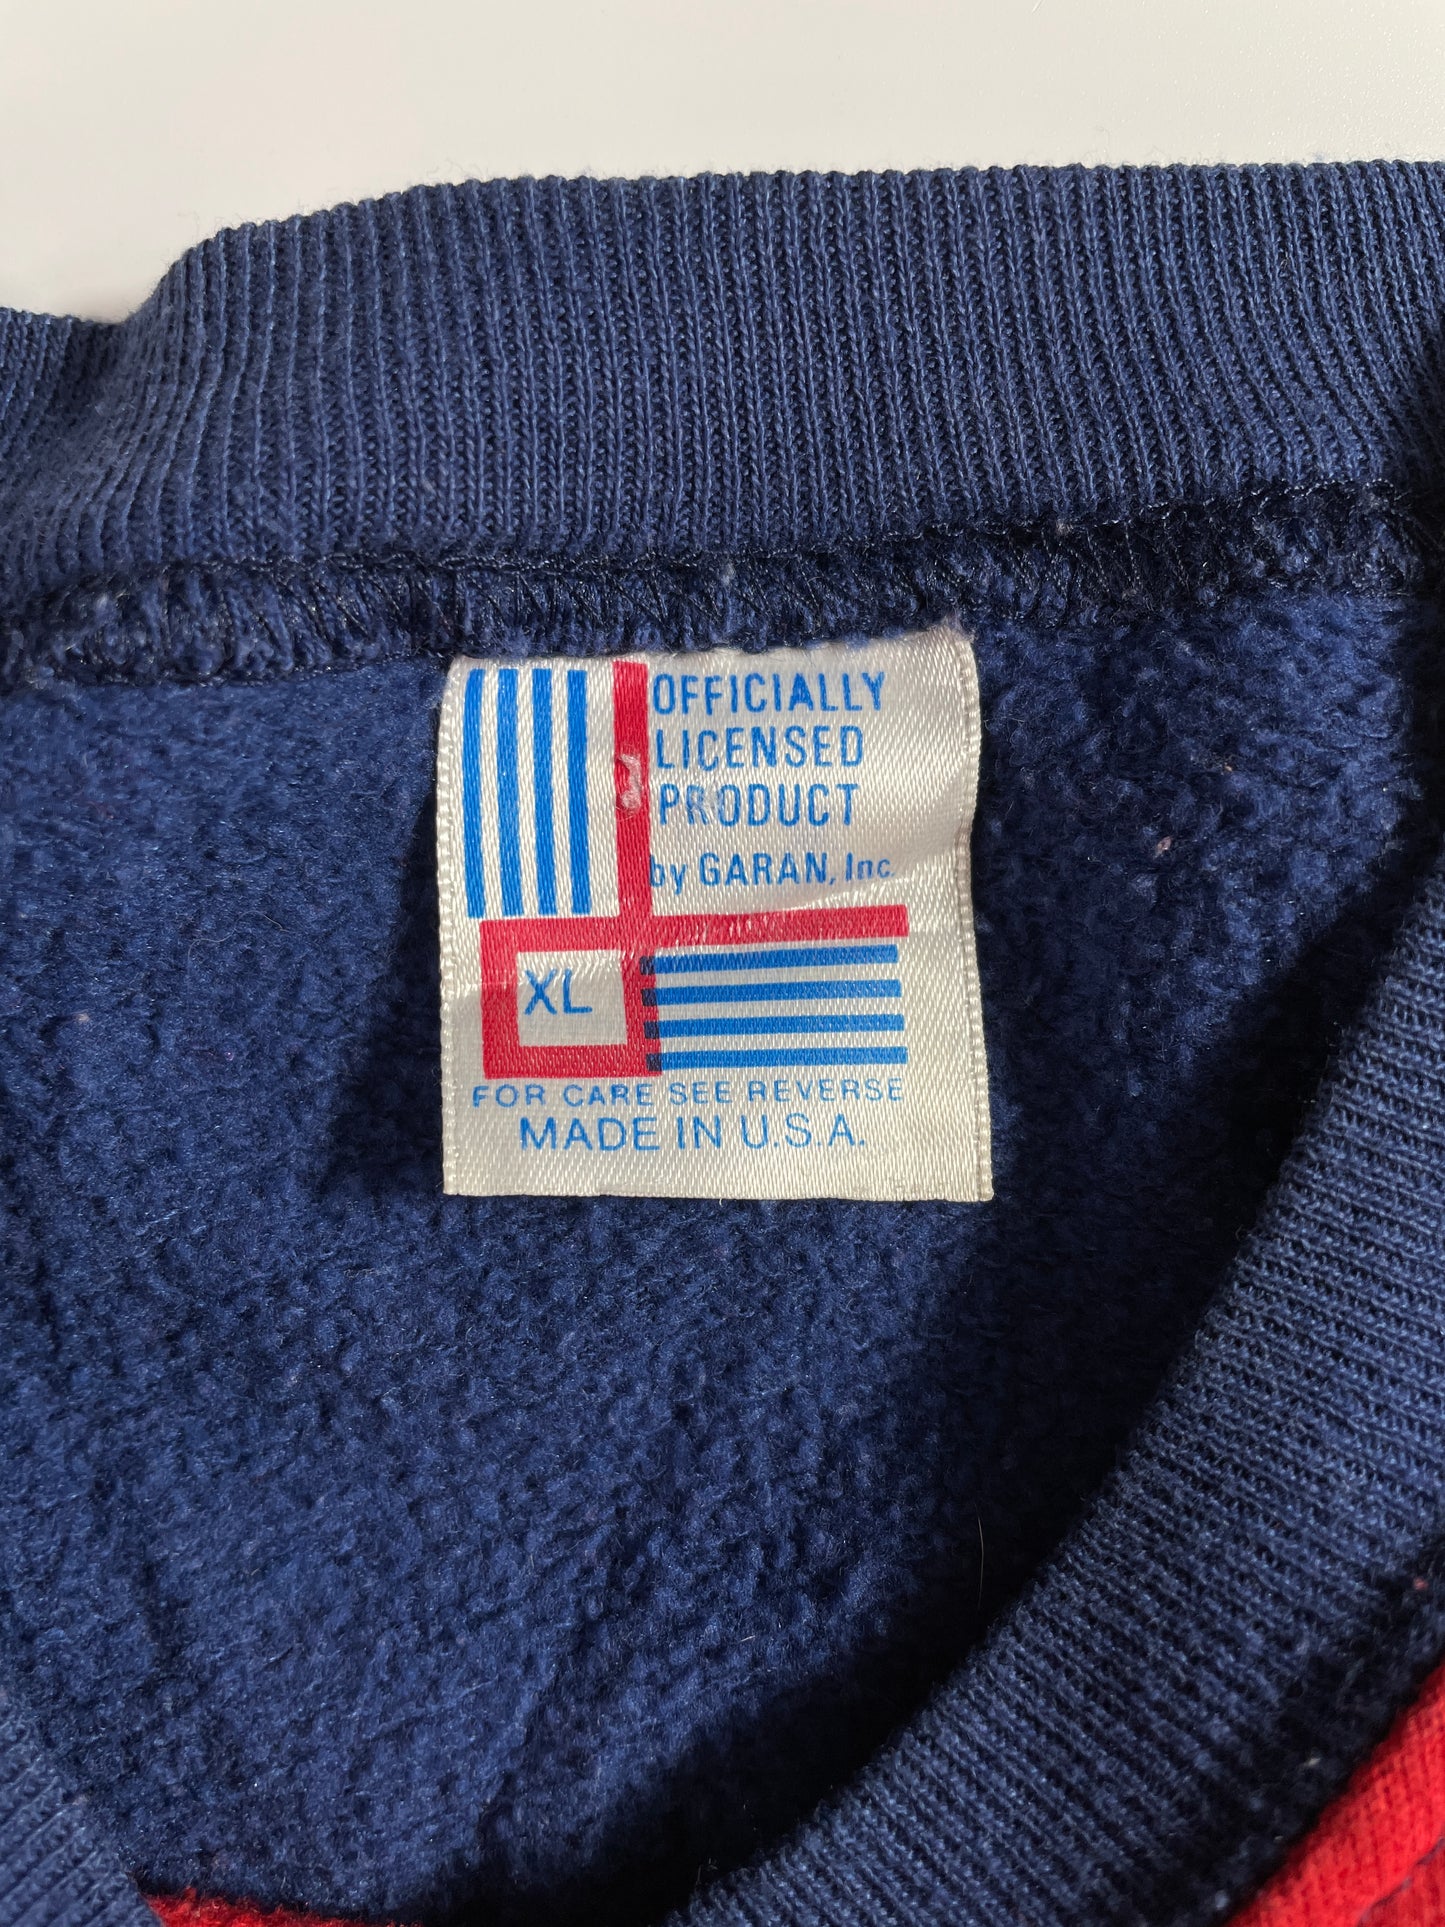 OFFICIALLY
LICENSED
PRODUCT
by GARAN, Inc.
XL
FOR CARE SEE REVERSE
MADE IN U.S.A.